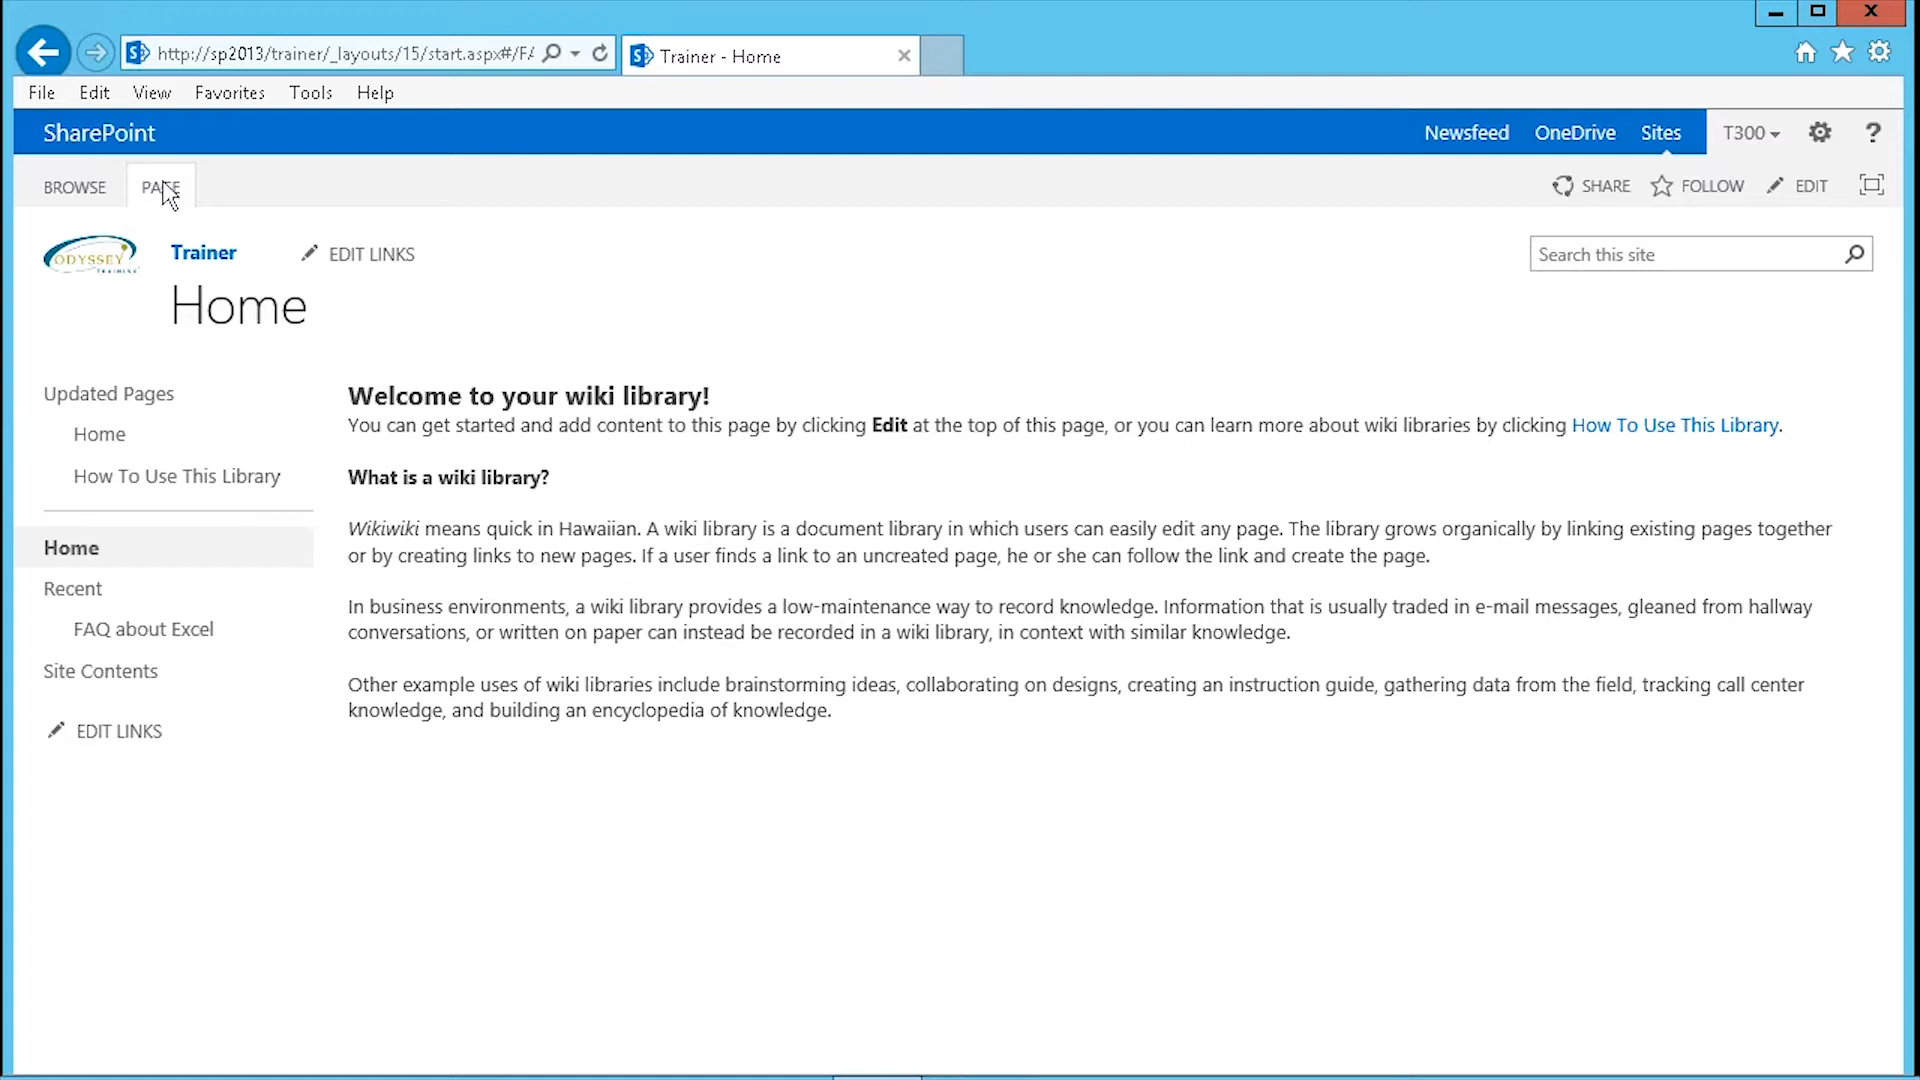 http://sp2013/trainer/_layouts/15/start.aspx#/FA
Trainer - Home
File Edit View Favorites Tools Help
SharePoint
Newsfeed OneDrive Sites T300 ?
BROWSE PAGE
SHARE FOLLOW EDIT
ODYSSEY
TRAINING
Trainer
EDIT LINKS
Search this site
Home
Updated Pages
Home
How To Use This Library
Home
Recent
FAQ about Excel
Site Contents
EDIT LINKS
Welcome to your wiki library!
You can get started and add content to this page by clicking Edit at the top of this page, or you can learn more about wiki libraries by clicking How To Use This Library.
What is a wiki library?
Wikiwiki means quick in Hawaiian. A wiki library is a document library in which users can easily edit any page. The library grows organically by linking existing pages together
or by creating links to new pages. If a user finds a link to an uncreated page, he or she can follow the link and create the page.
In business environments, a wiki library provides a low-maintenance way to record knowledge. Information that is usually traded in e-mail messages, gleaned from hallway
conversations, or written on paper can instead be recorded in a wiki library, in context with similar knowledge.
Other example uses of wiki libraries include brainstorming ideas, collaborating on designs, creating an instruction guide, gathering data from the field, tracking call center
knowledge, and building an encyclopedia of knowledge.